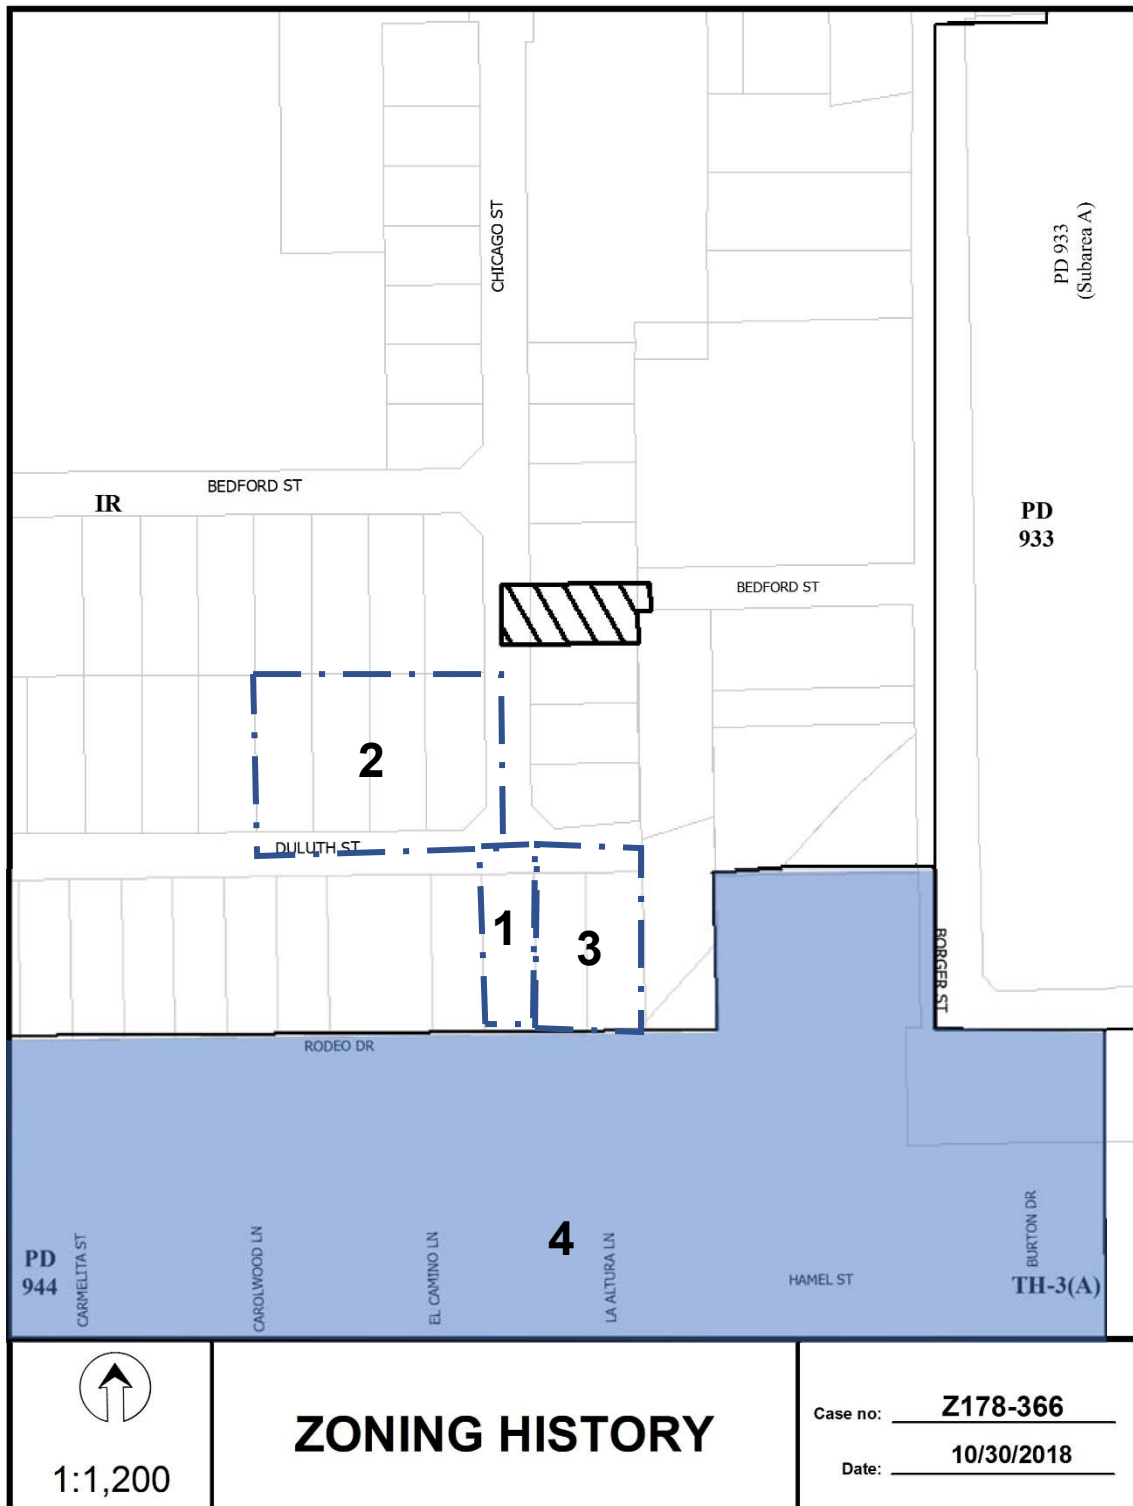 CHICAGO ST
PD 933
(Subarea A)
BEDFORD ST
IR
PD
933
BEDFORD ST
2
DULUTH ST
1
3
BORGER ST
RODEO DR
4
PD
944
CARMELITA ST
CAROLWOOD LN
EL CAMINO LN
LA ALTURA LN
HAMEL ST
BURTON DR
TH-3(A)
1:1,200
ZONING HISTORY
Case no: Z178-366
Date: 10/30/2018